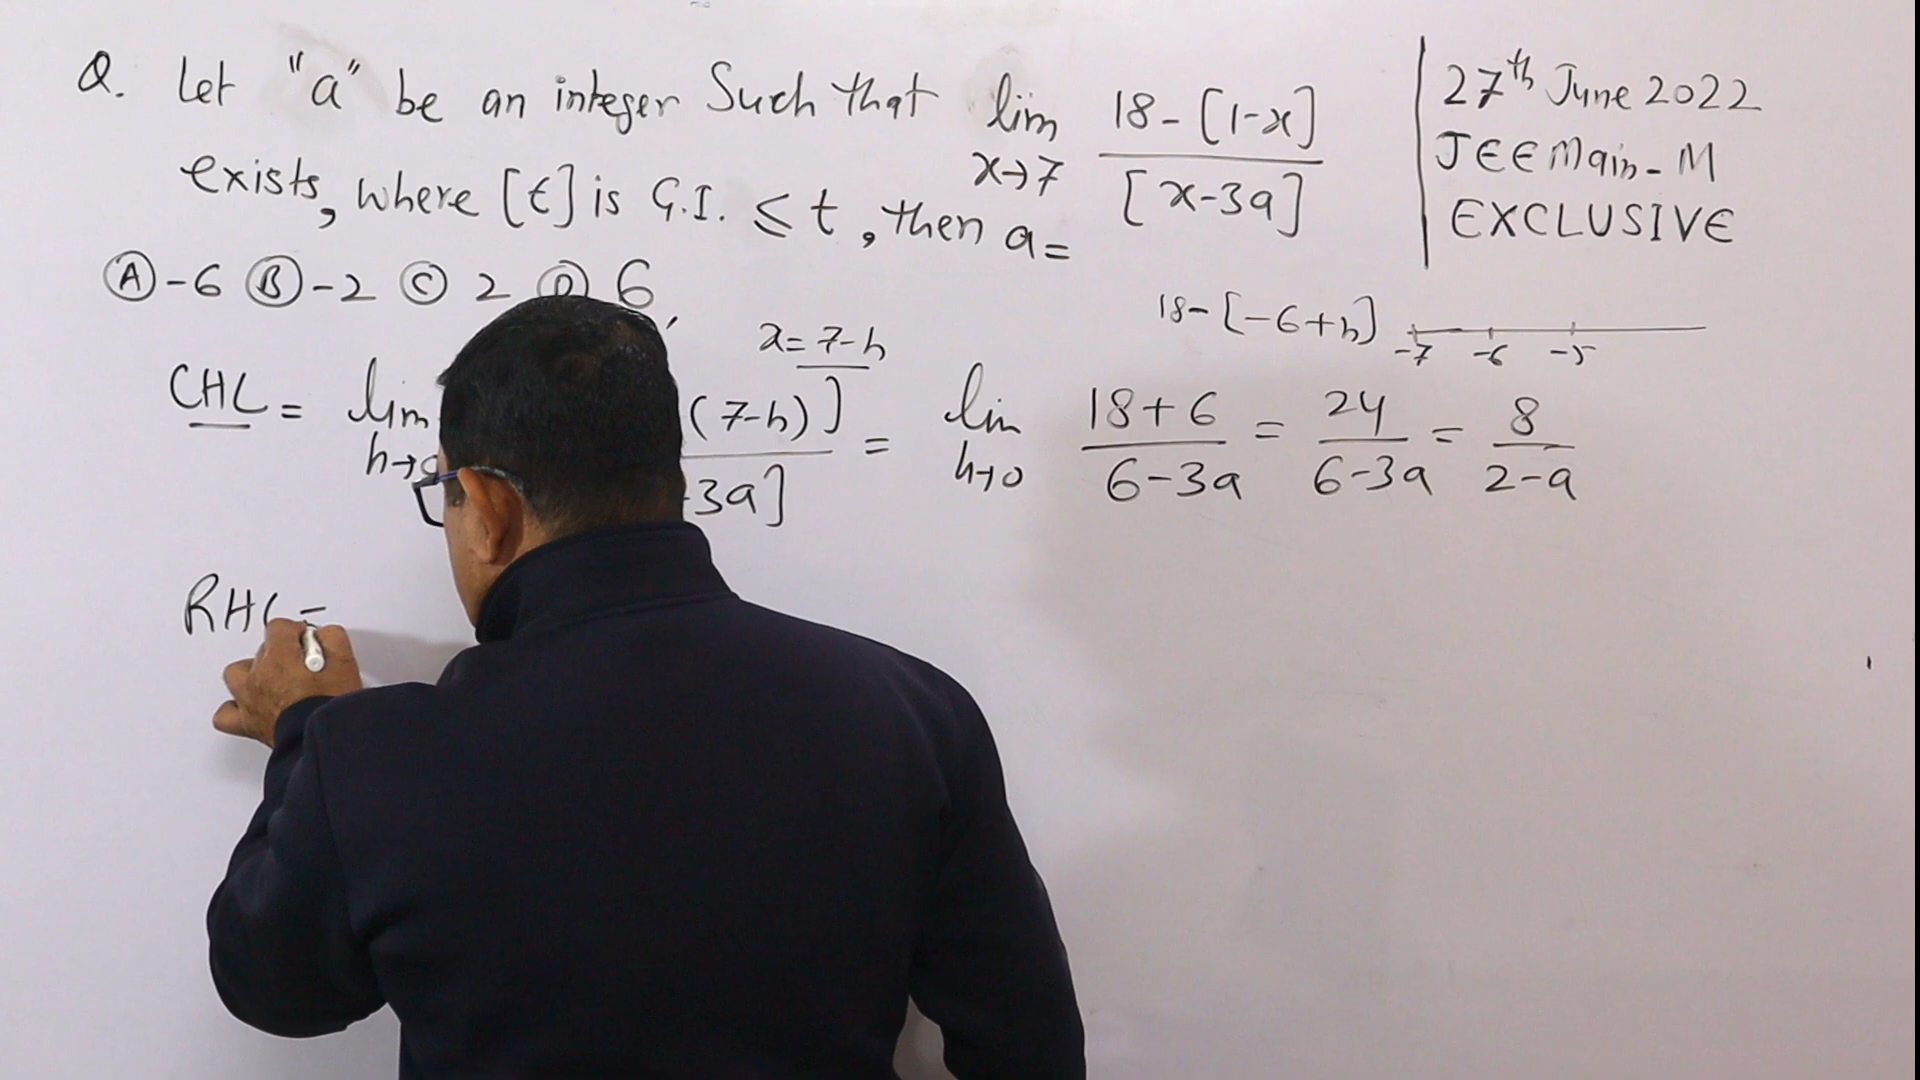 Q. Let "a" be an integer Such that lim x→7 18-[1-x] / [x-3a]
exists, where [t] is G.I. ≤ t, then a=
Ⓐ-6 Ⓑ-2 Ⓒ 2 Ⓓ 6
27th June 2022
JEE Main-M
EXCLUSIVE
18-[-6+h]
-7 -6 -5
x=7-h
LHL = lim h→0 (7-h)] / -3a] = lim h→0 18+6 / 6-3a = 24 / 6-3a = 8 / 2-a
RHL=